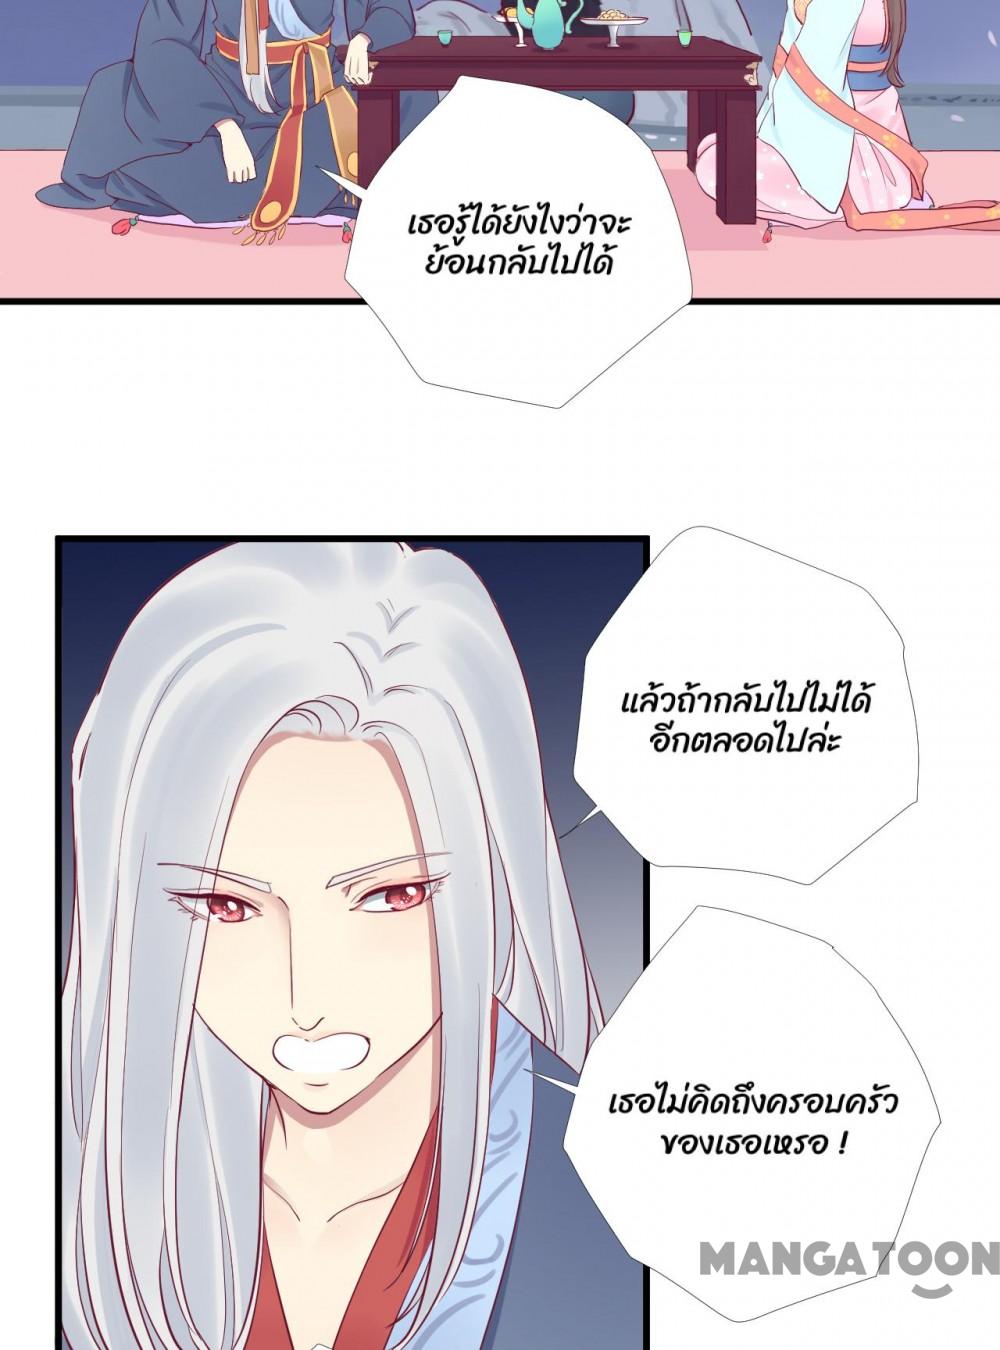 เธอรู้ได้ยังไงว่าจะ
ย้อนกลับไปได้
แล้วถ้ากลับไปไม่ได้
อีกตลอดไปล่ะ
เธอไม่คิดถึงครอบครัว
ของเธอเหรอ !
MANGATOON